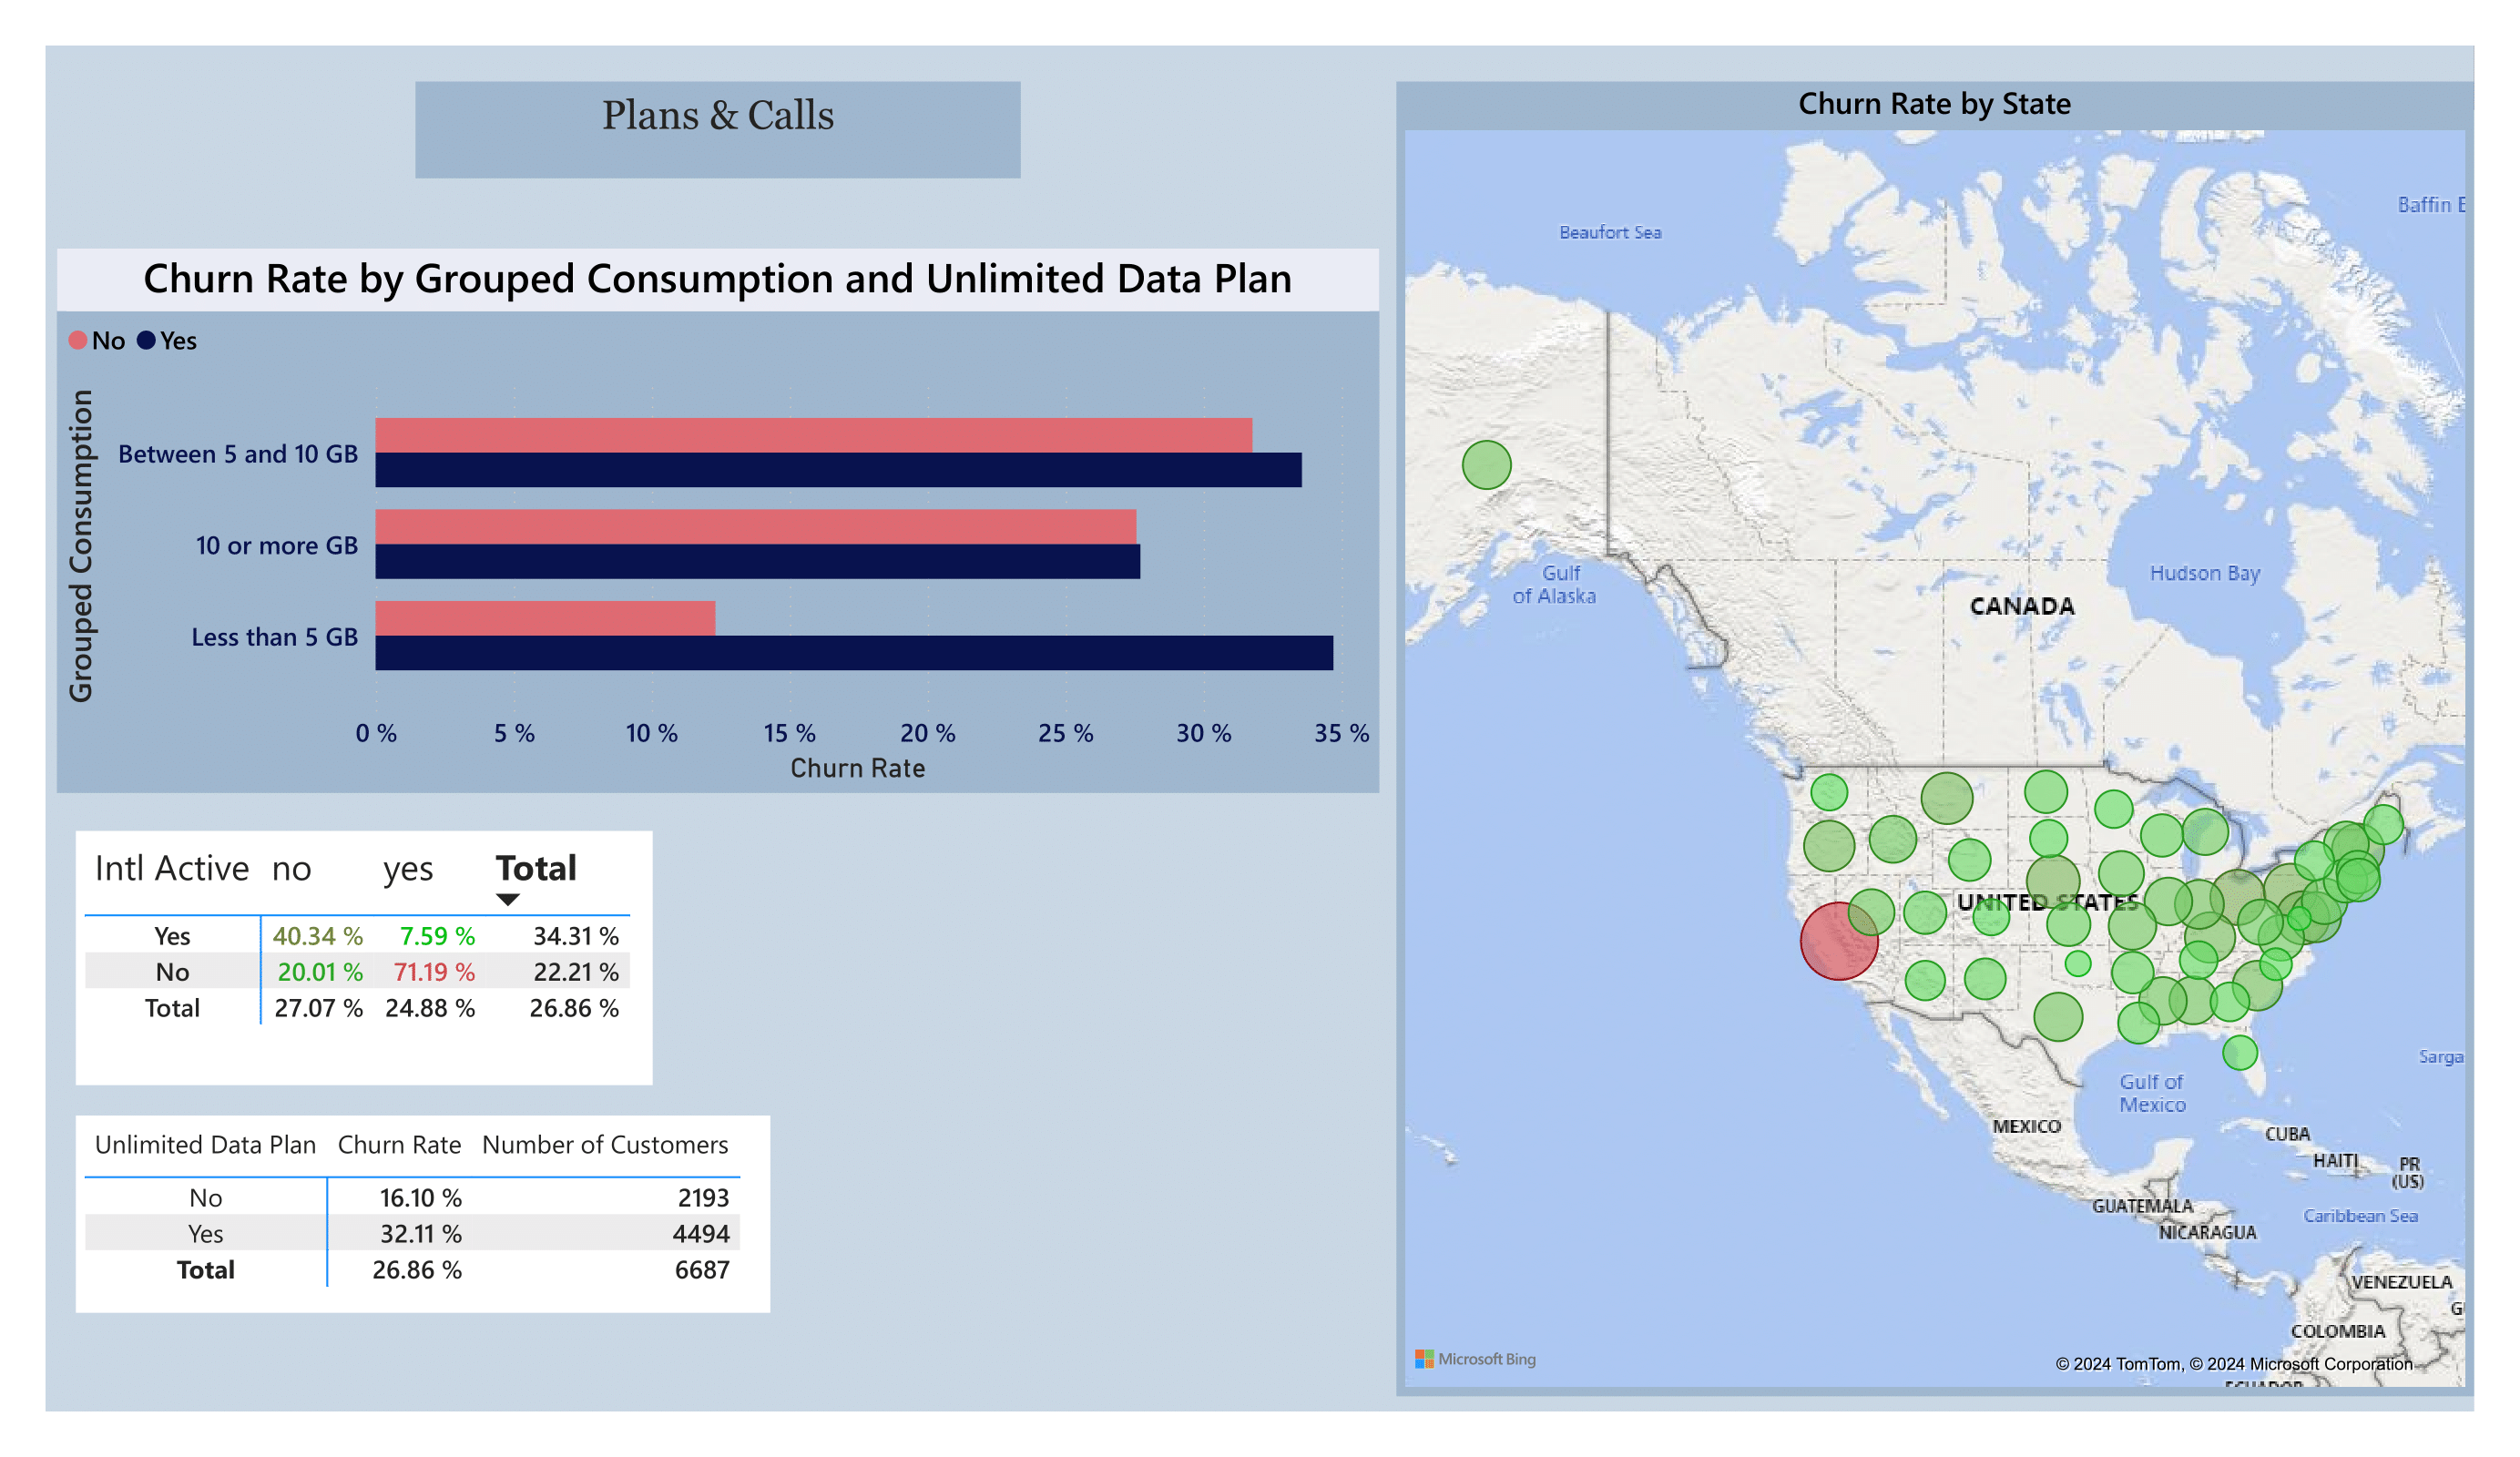 Plans & Calls
Churn Rate by Grouped Consumption and Unlimited Data Plan
No Yes
Grouped Consumption
Between 5 and 10 GB
10 or more GB
Less than 5 GB
0 % 5 % 10 % 15 % 20 % 25 % 30 % 35 %
Churn Rate
Intl Active no yes Total
Yes 40.34 % 7.59 % 34.31 %
No 20.01 % 71.19 % 22.21 %
Total 27.07 % 24.88 % 26.86 %
Unlimited Data Plan Churn Rate Number of Customers
No 16.10 % 2193
Yes 32.11 % 4494
Total 26.86 % 6687
Churn Rate by State
Baffin B
Beaufort Sea
Gulf
of Alaska
Hudson Bay
CANADA
UNITED STATES
Sarga
Gulf of
Mexico
MEXICO
CUBA
HAITI
PR
(US)
GUATEMALA
Caribbean Sea
NICARAGUA
VENEZUELA
G
COLOMBIA
Microsoft Bing
© 2024 TomTom, © 2024 Microsoft Corporation
ECUADOR